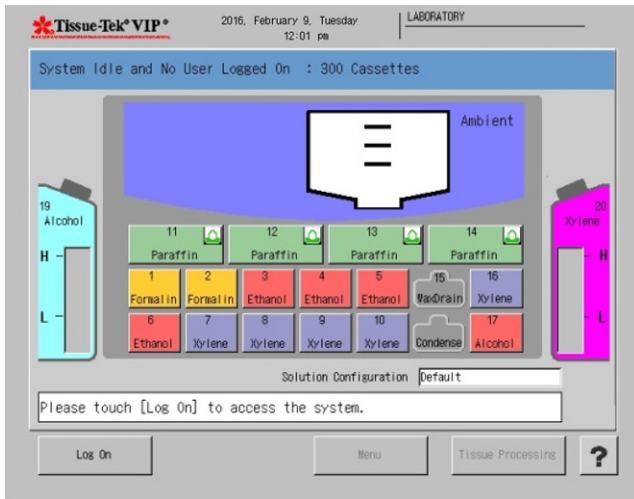 Tissue-Tek® VIP®
2016, February 9, Tuesday
12:01 pm
LABORATORY
System Idle and No User Logged On : 300 Cassettes
Ambient
19
Alcohol
H
L
20
Xylene
H
L
11
Paraffin
12
Paraffin
13
Paraffin
14
Paraffin
1
Formalin
2
Formalin
3
Ethanol
4
Ethanol
5
Ethanol
15
WaxDrain
16
Xylene
6
Ethanol
7
Xylene
8
Xylene
9
Xylene
10
Xylene
Condense
17
Alcohol
Solution Configuration Default
Please touch [Log On] to access the system.
Log On
Menu
Tissue Processing
?